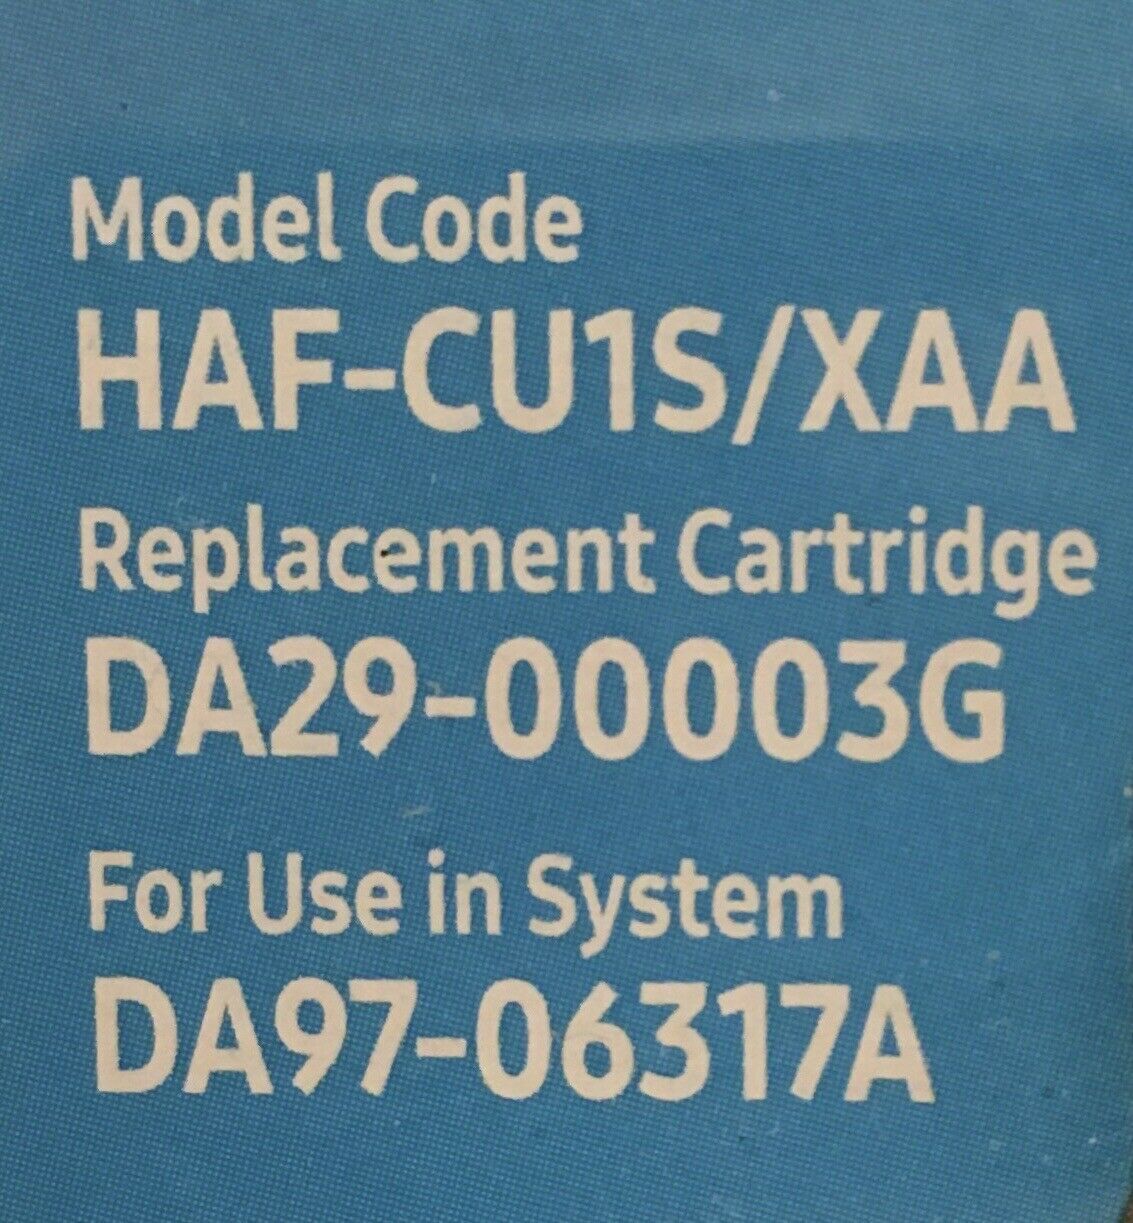 Model Code
HAF-CU1S/XAA
Replacement Cartridge
DA29-00003G
For Use in System
DA97-06317A